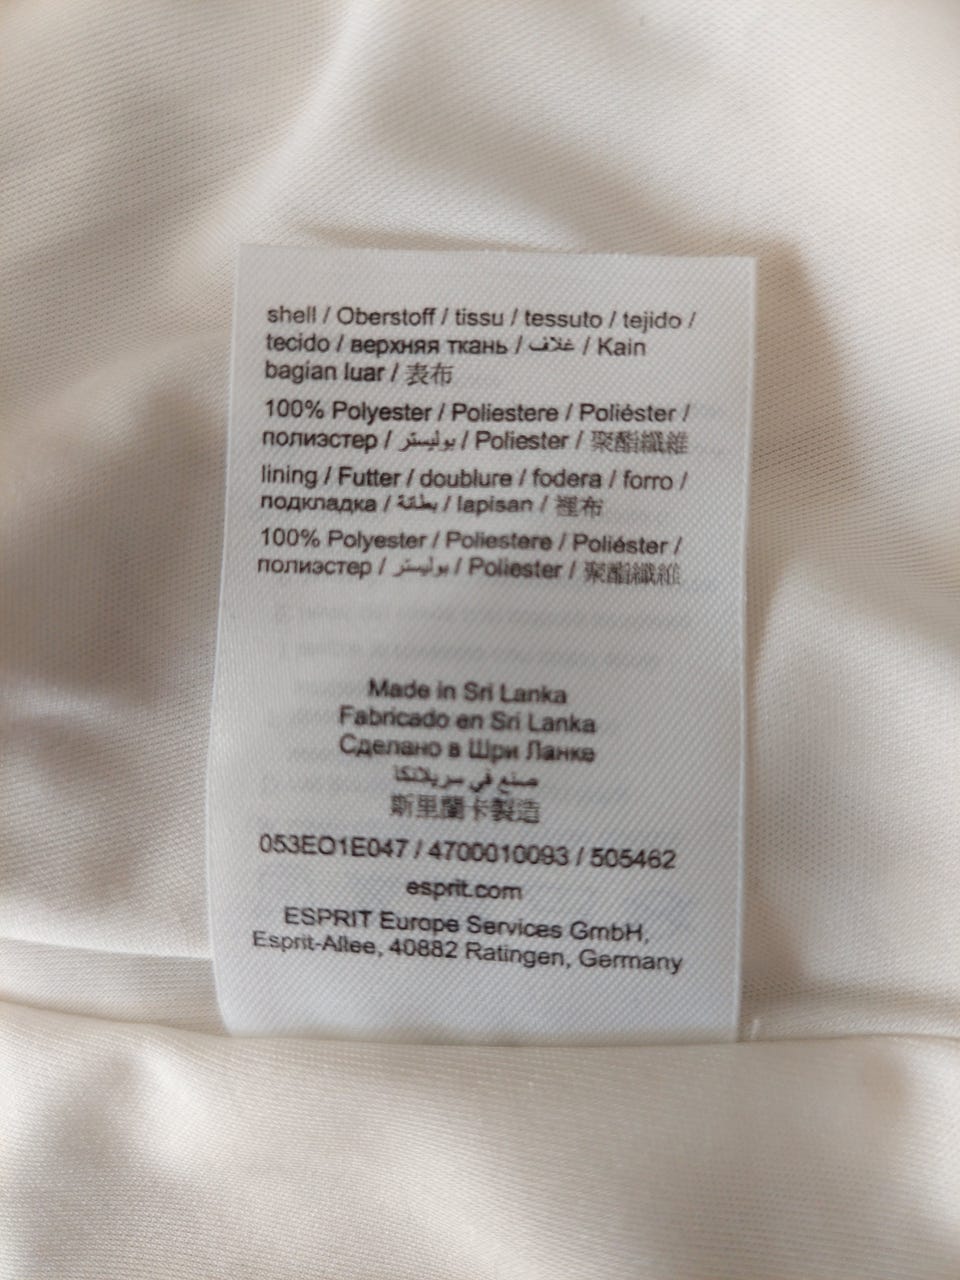 shell / Oberstoff / tissu / tessuto / tejido /
tecido / верхняя ткань / غلاف / Kain
bagian luar / 表布
100% Polyester / Poliestere / Poliéster /
полиэстер / بوليستر / Poliester / 聚酯纖維
lining / Futter / doublure / fodera / forro /
подкладка / بطانة / lapisan / 裡布
100% Polyester / Poliestere / Poliéster /
полиэстер / بوليستر / Poliester / 聚酯纖維
Made in Sri Lanka
Fabricado en Sri Lanka
Сделано в Шри Ланке
صنع في سريلانكا
斯里蘭卡製造
053EO1E047 / 4700010093 / 505462
esprit.com
ESPRIT Europe Services GmbH,
Esprit-Allee, 40882 Ratingen, Germany